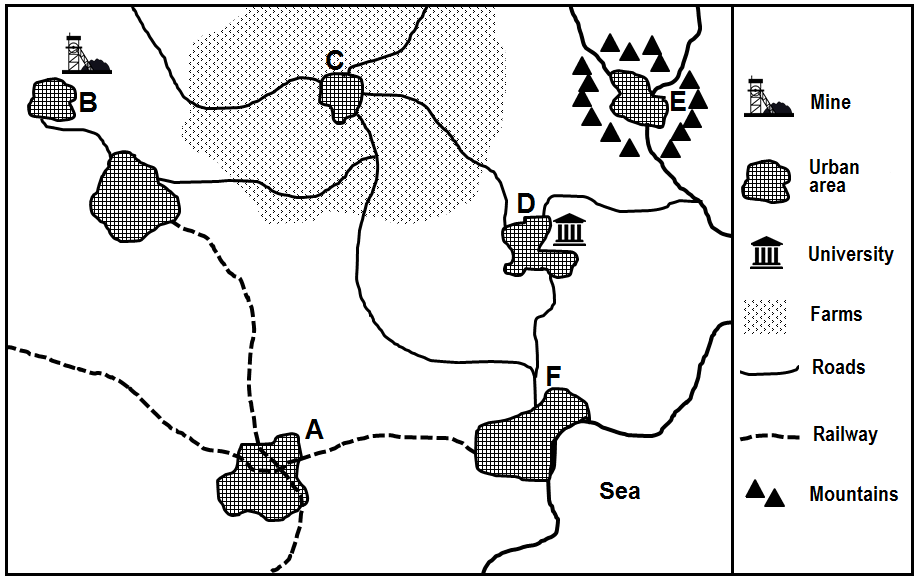 C
B
E
D
F
A
Sea
Mine
Urban
area
University
Farms
Roads
Railway
Mountains